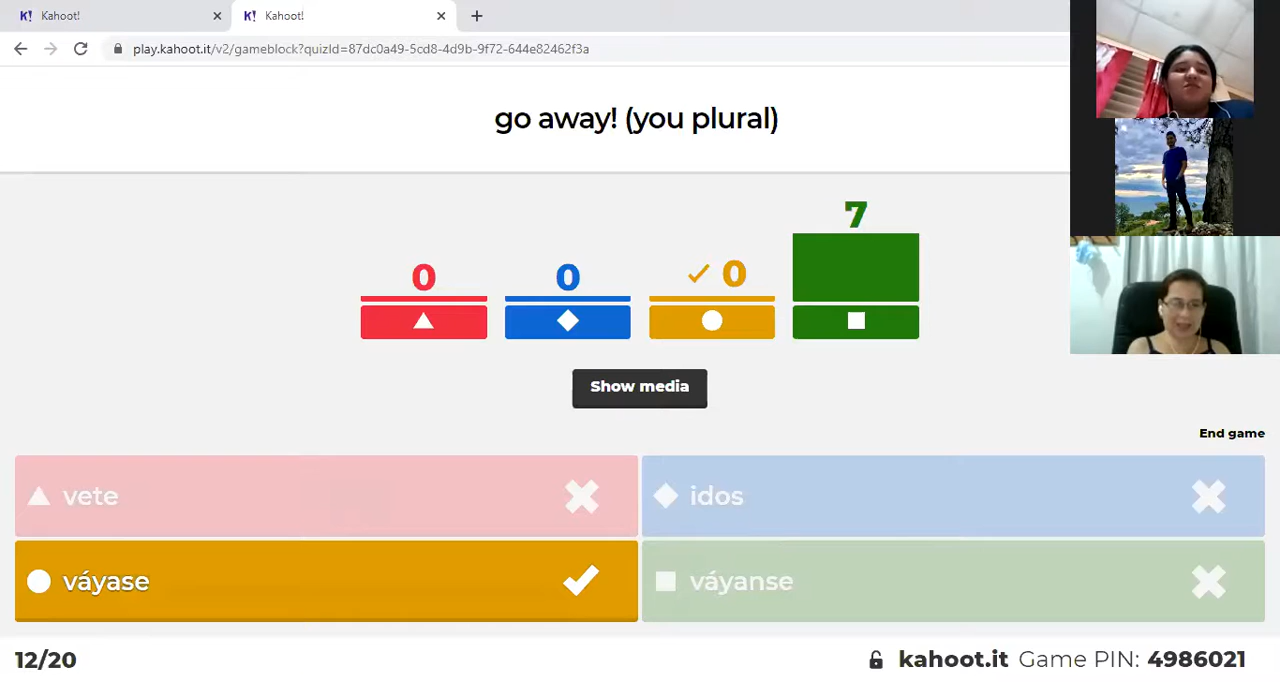 Kahoot!
Kahoot!
play.kahoot.it/v2/gameblock?quizId=87dc0a49-5cd8-4d9b-9f72-644e82462f3a
go away! (you plural)
0
0
0
7
Show media
End game
vete
idos
váyase
váyanse
12/20
kahoot.it Game PIN: 4986021